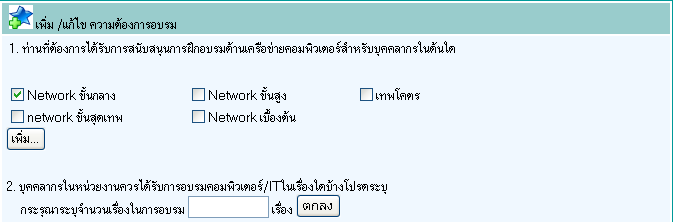 เพิ่ม /แก้ไข ความต้องการอบรม
1. ท่านที่ต้องการได้รับการสนับสนุนการฝึกอบรมด้านเครือข่ายคอมพิวเตอร์สำหรับบุคคลากรในด้านใด
Network ขั้นกลาง Network ขั้นสูง เทพโคตร
network ขั้นสุดเทพ Network เบื้องต้น
เพิ่ม...
2. บุคคลากรในหน่วยงานควรได้รับการอบรมคอมพิวเตอร์/ITในเรื่องใดบ้างโปรดระบุ
กระรุณาระบุจำนวนเรื่องในการอบรม เรื่อง ตกลง